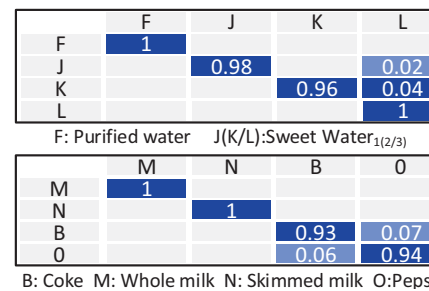 F J K L
F 1
J 0.98 0.02
K 0.96 0.04
L 1
F: Purified water J(K/L):Sweet Water1(2/3)
M N B 0
M 1
N 1
B 0.93 0.07
0 0.06 0.94
B: Coke M: Whole milk N: Skimmed milk O:Peps